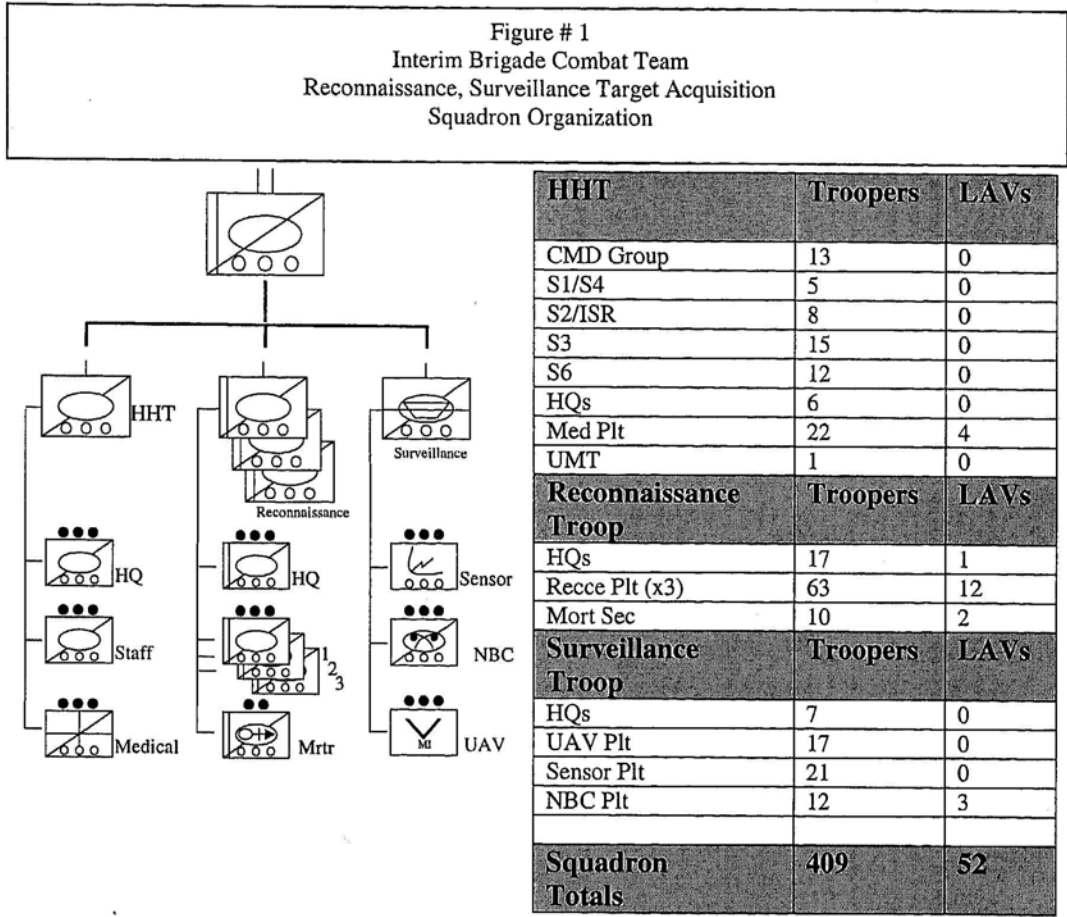 Figure # 1
Interim Brigade Combat Team
Reconnaissance, Surveillance Target Acquisition
Squadron Organization
HHT
Surveillance
Reconnaissance
HQ
HQ
Sensor
Staff
1
2
3
NBC
Medical
Mrtr
MI
UAV
HHT Troopers LAVs
CMD Group 13 0
S1/S4 5 0
S2/ISR 8 0
S3 15 0
S6 12 0
HQs 6 0
Med Plt 22 4
UMT 1 0
Reconnaissance Troopers LAVs
Troop
HQs 17 1
Recce Plt (x3) 63 12
Mort Sec 10 2
Surveillance Troopers LAVs
Troop
HQs 7 0
UAV Plt 17 0
Sensor Plt 21 0
NBC Plt 12 3
Squadron 409 52
Totals